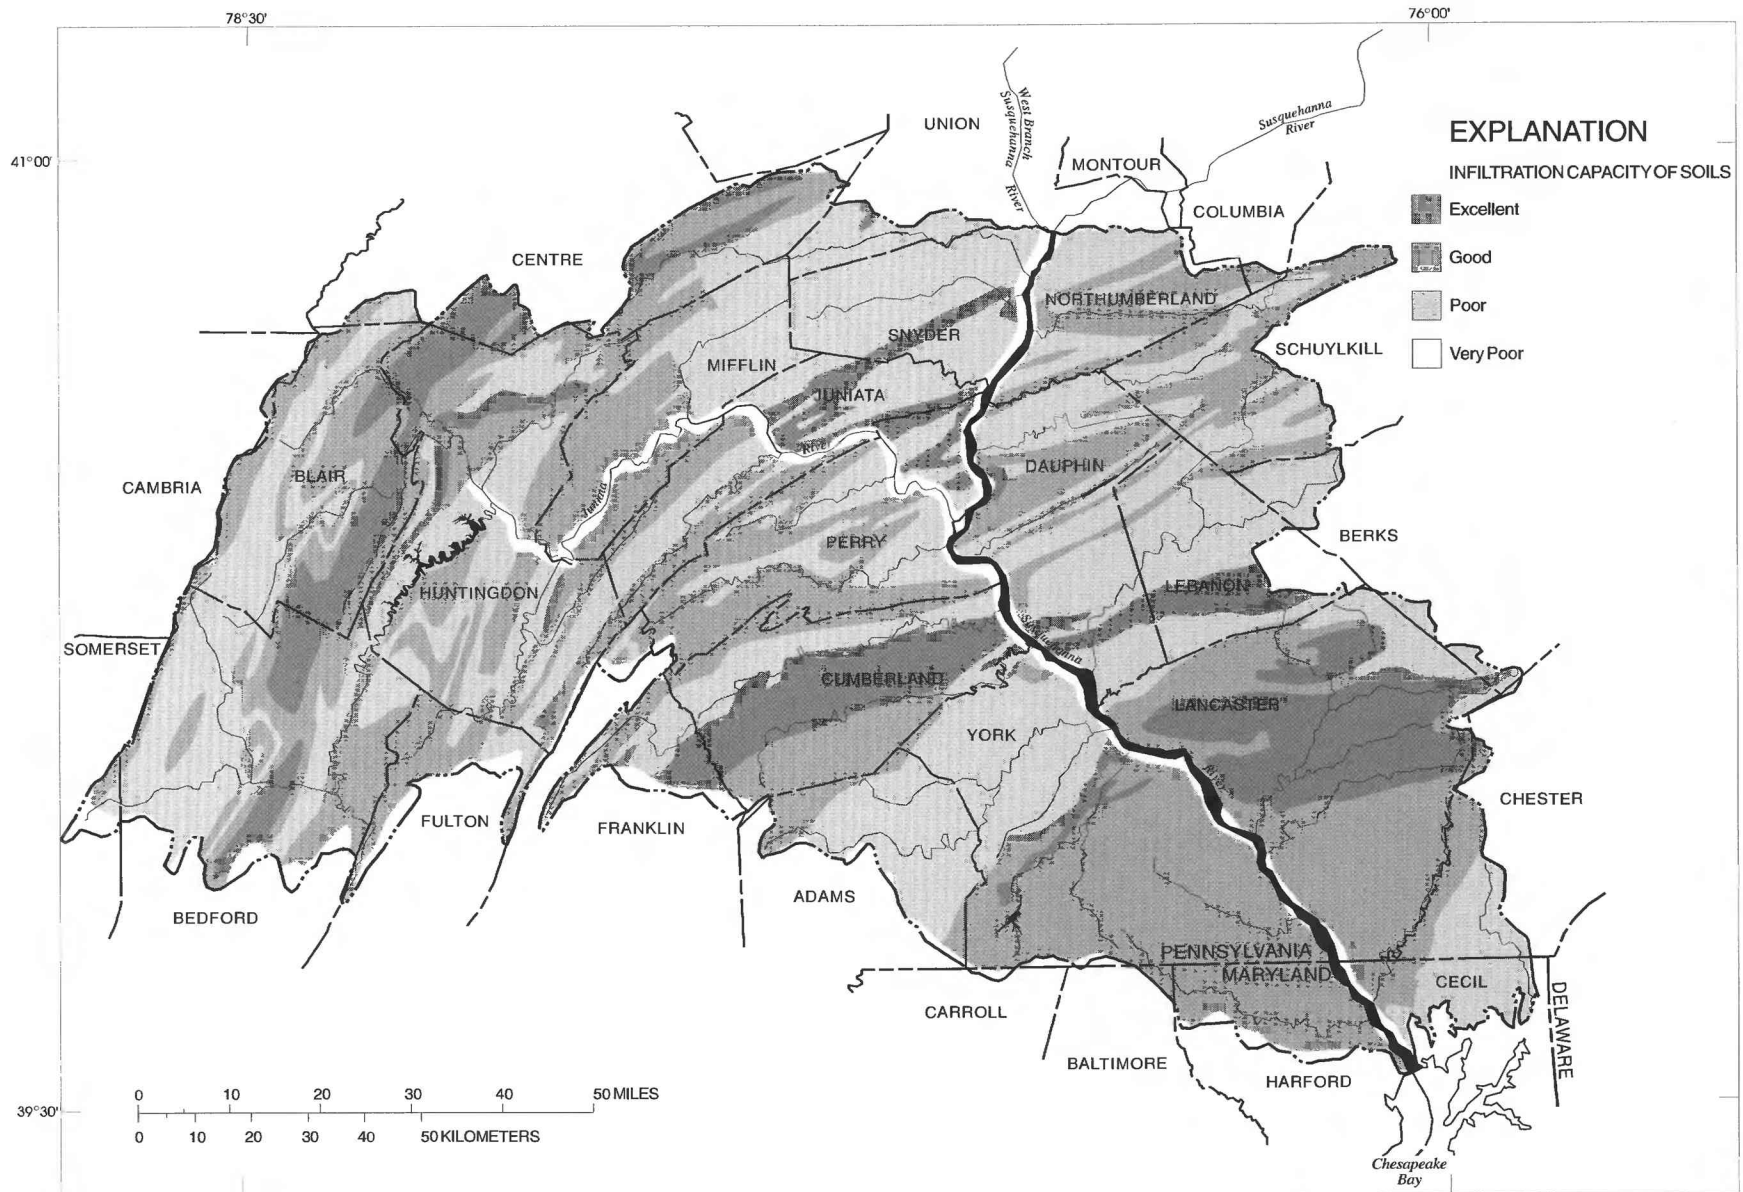 78°30'
76°00'
41°00'
39°30'
EXPLANATION
INFILTRATION CAPACITY OF SOILS
Excellent
Good
Poor
Very Poor
UNION
West Branch
Susquehanna
River
Susquehanna
River
MONTOUR
COLUMBIA
CENTRE
NORTHUMBERLAND
SNYDER
SCHUYLKILL
MIFFLIN
JUNIATA
River
DAUPHIN
BLAIR
CAMBRIA
Juniata
PERRY
BERKS
HUNTINGDON
LEBANON
SOMERSET
Susquehanna
CUMBERLAND
LANCASTER
YORK
River
CHESTER
FULTON
FRANKLIN
ADAMS
BEDFORD
PENNSYLVANIA
MARYLAND
CECIL
DELAWARE
CARROLL
BALTIMORE
HARFORD
Chesapeake
Bay
0 10 20 30 40 50 MILES
0 10 20 30 40 50 KILOMETERS